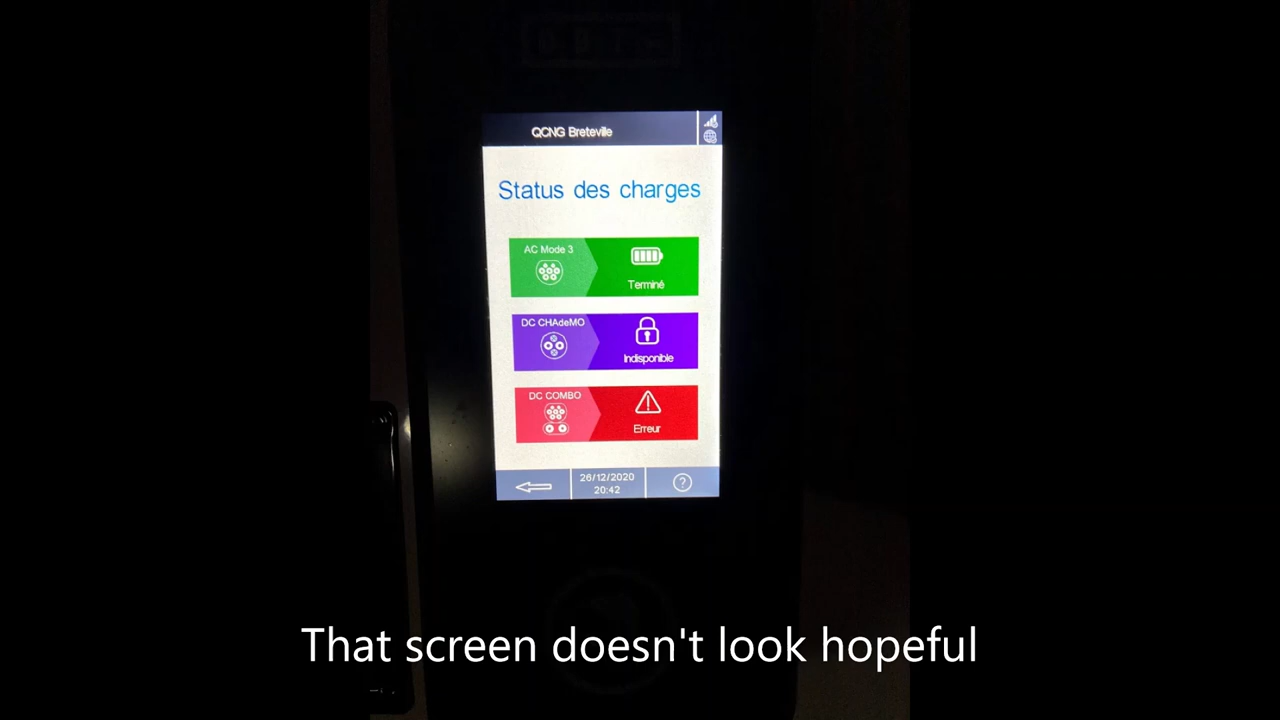 QCNG Breteville
Status des charges
AC Mode 3
Terminé
DC CHAdeMO
Indisponible
DC COMBO
Erreur
26/12/2020
20:42
?
That screen doesn't look hopeful